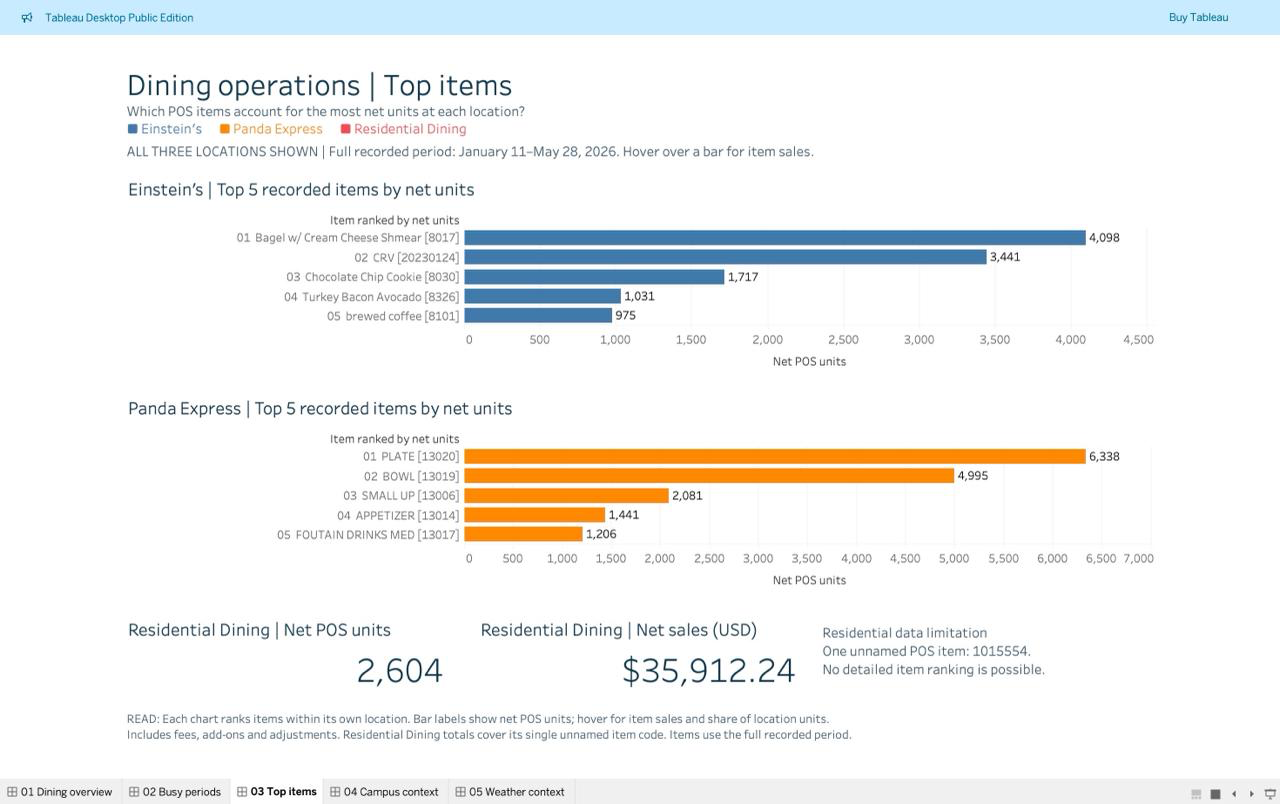 Tableau Desktop Public Edition
Buy Tableau
Dining operations | Top items
Which POS items account for the most net units at each location?
Einstein's Panda Express Residential Dining
ALL THREE LOCATIONS SHOWN | Full recorded period: January 11–May 28, 2026. Hover over a bar for item sales.
Einstein's | Top 5 recorded items by net units
Item ranked by net units
01 Bagel w/ Cream Cheese Shmear [8017] 4,098
02 CRV [20230124] 3,441
03 Chocolate Chip Cookie [8030] 1,717
04 Turkey Bacon Avocado [8326] 1,031
05 brewed coffee [8101] 975
0 500 1,000 1,500 2,000 2,500 3,000 3,500 4,000 4,500
Net POS units
Panda Express | Top 5 recorded items by net units
Item ranked by net units
01 PLATE [13020] 6,338
02 BOWL [13019] 4,995
03 SMALL UP [13006] 2,081
04 APPETIZER [13014] 1,441
05 FOUTAIN DRINKS MED [13017] 1,206
0 500 1,000 1,500 2,000 2,500 3,000 3,500 4,000 4,500 5,000 5,500 6,000 6,500 7,000
Net POS units
Residential Dining | Net POS units
2,604
Residential Dining | Net sales (USD)
$35,912.24
Residential data limitation
One unnamed POS item: 1015554.
No detailed item ranking is possible.
READ: Each chart ranks items within its own location. Bar labels show net POS units; hover for item sales and share of location units.
Includes fees, add-ons and adjustments. Residential Dining totals cover its single unnamed item code. Items use the full recorded period.
01 Dining overview 02 Busy periods 03 Top items 04 Campus context 05 Weather context